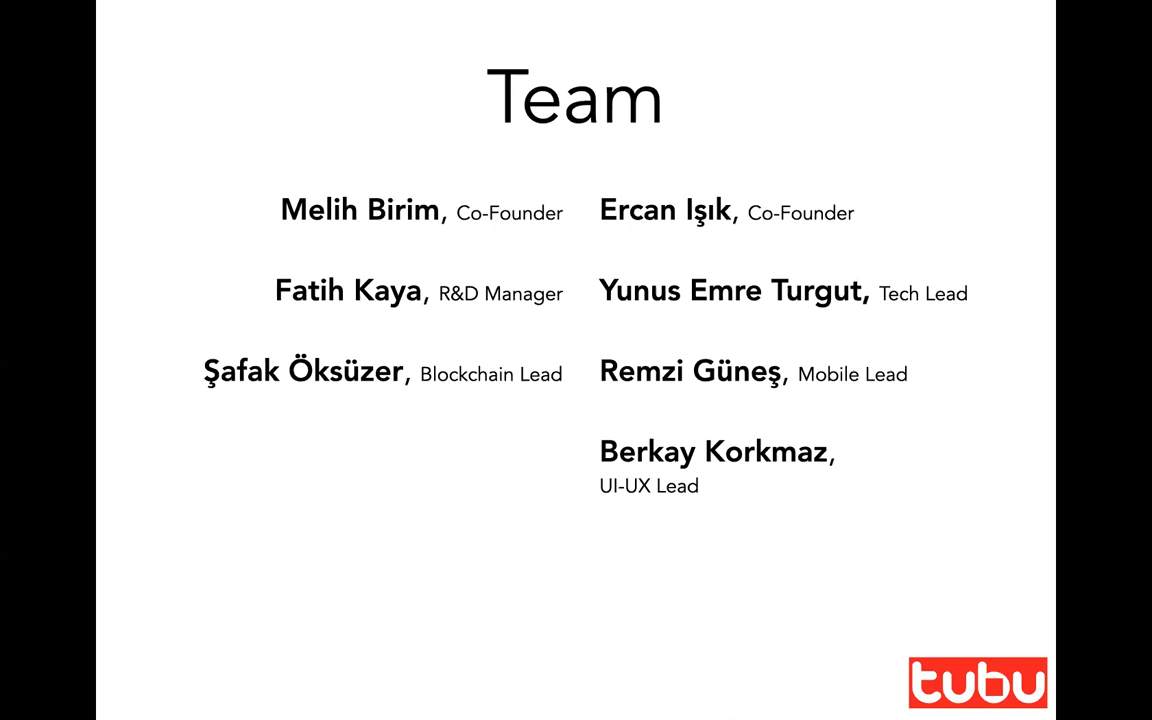 Team
Melih Birim, Co-Founder
Ercan Işık, Co-Founder
Fatih Kaya, R&D Manager
Yunus Emre Turgut, Tech Lead
Şafak Öksüzer, Blockchain Lead
Remzi Güneş, Mobile Lead
Berkay Korkmaz,
UI-UX Lead
tubu